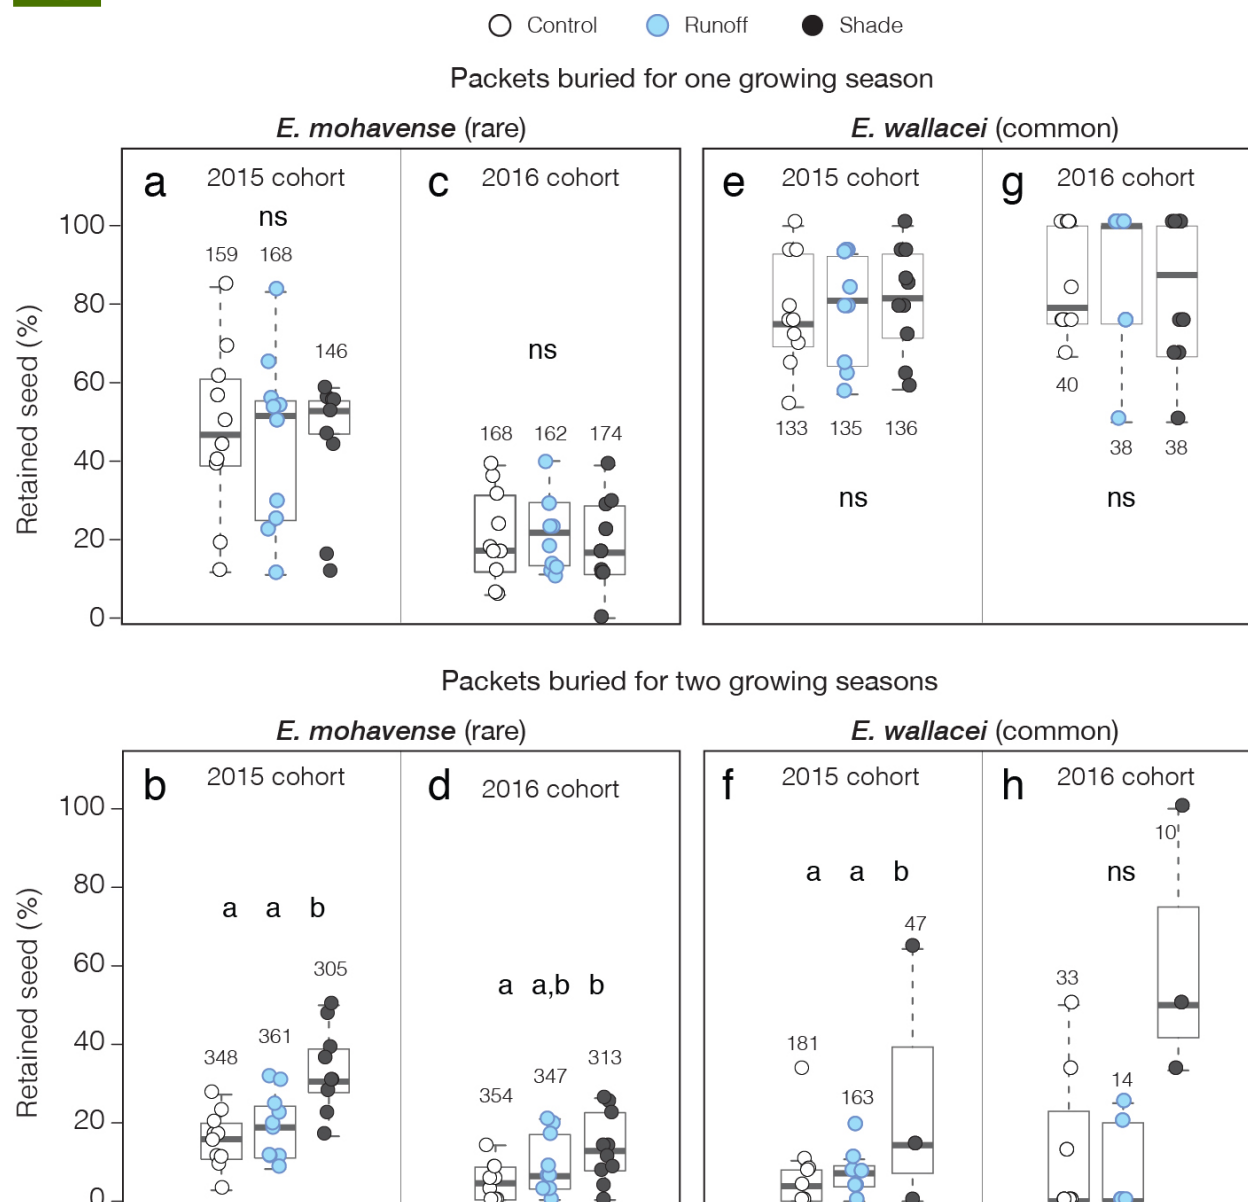 Control Runoff Shade
Packets buried for one growing season
E. mohavense (rare) E. wallacei (common)
a 2015 cohort c 2016 cohort e 2015 cohort g 2016 cohort
ns
100
159 168
80
146
ns
60
40
168 162 174
133 135 136
38 38
40
ns ns
20
0
Retained seed (%)
Packets buried for two growing seasons
E. mohavense (rare) E. wallacei (common)
b 2015 cohort d 2016 cohort f 2015 cohort h 2016 cohort
100
10
80
a a b ns
a a b
47
60
305
33
a a,b b
40
348 361
354 347 313
181 163
14
20
0
Retained seed (%)